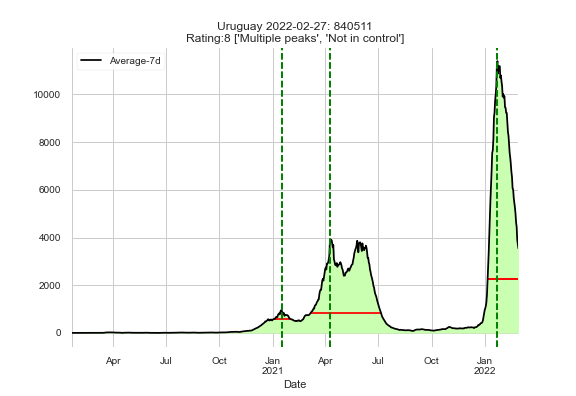 Uruguay 2022-02-27: 840511
Rating:8 ['Multiple peaks', 'Not in control']
Average-7d
10000
8000
6000
4000
2000
0
Apr Jul Oct Jan Apr Jul Oct Jan
2021 2022
Date